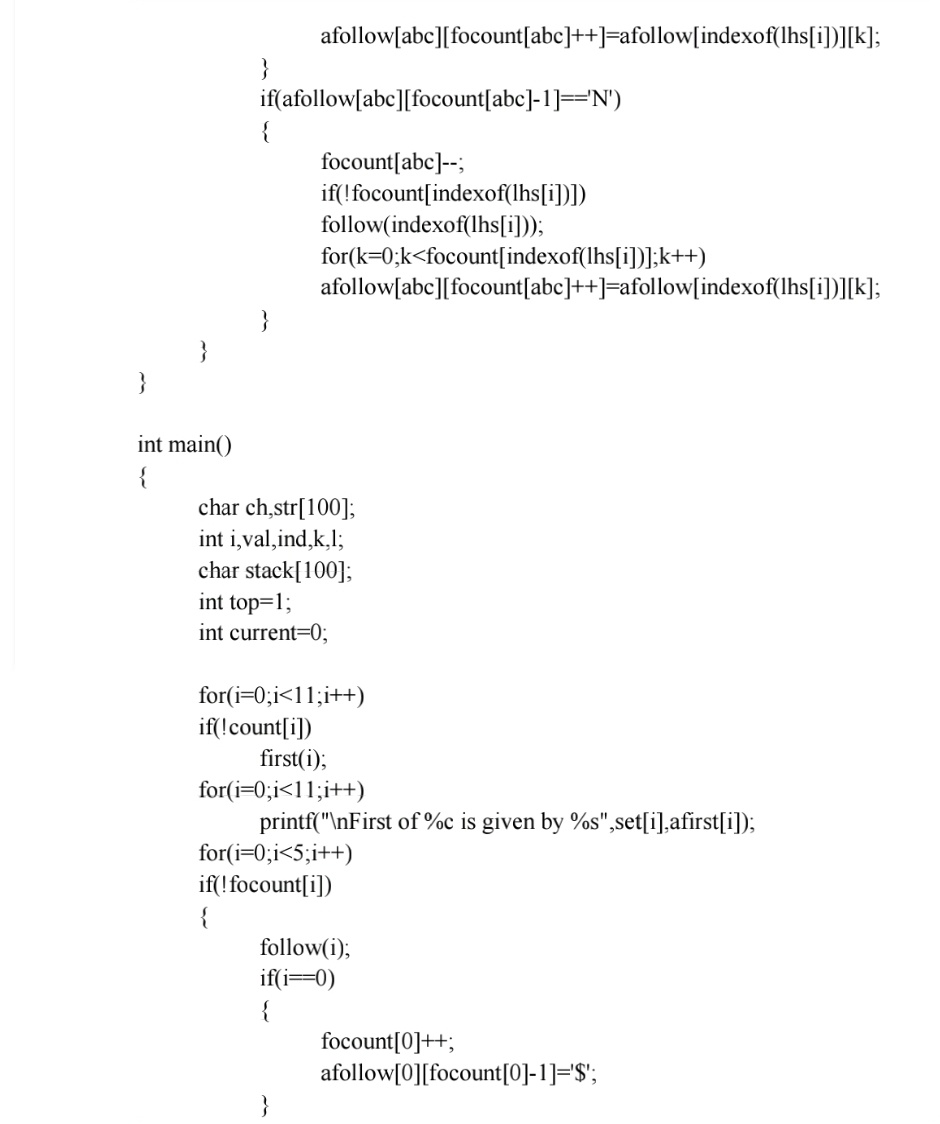 afollow[abc][focount[abc]++]=afollow[indexof(lhs[i])][k];
}
if(afollow[abc][focount[abc]-1]=='N')
{
focount[abc]--;
if(!focount[indexof(lhs[i])])
follow(indexof(lhs[i]));
for(k=0;k<focount[indexof(lhs[i])];k++)
afollow[abc][focount[abc]++]=afollow[indexof(lhs[i])][k];
}
}
}
int main()
{
char ch,str[100];
int i,val,ind,k,l;
char stack[100];
int top=1;
int current=0;
for(i=0;i<11;i++)
if(!count[i])
first(i);
for(i=0;i<11;i++)
printf("\nFirst of %c is given by %s",set[i],afirst[i]);
for(i=0;i<5;i++)
if(!focount[i])
{
follow(i);
if(i==0)
{
focount[0]++;
afollow[0][focount[0]-1]='$';
}